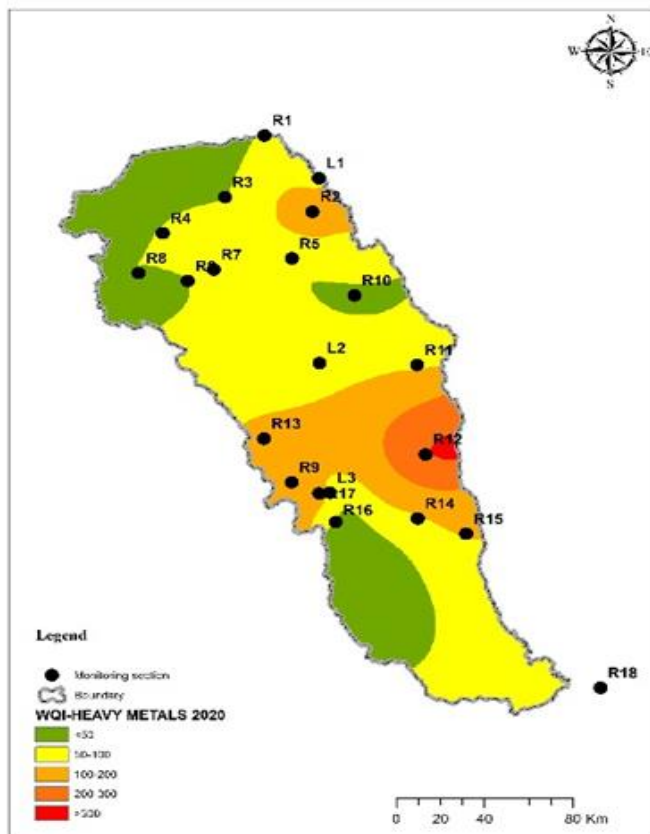 N
W E
S
R1
L1
R3
R2
R4
R5
R8
R7
R6
R10
L2
R11
R13
R12
R9
L3
R17
R14
R16
R15
R18
Legend
Monitoring section
Boundary
WQI-HEAVY METALS 2020
<50
50-100
100-200
200-300
>300
0 20 40 80 Km